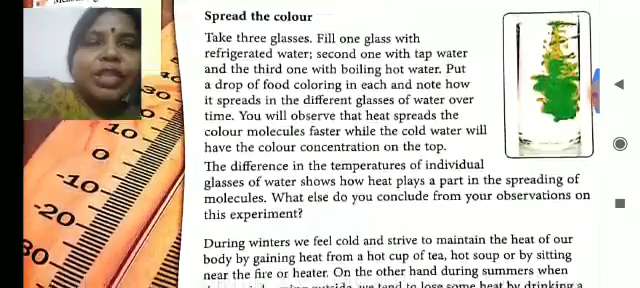 Spread the colour
Take three glasses. Fill one glass with
refrigerated water; second one with tap water
and the third one with boiling hot water. Put
a drop of food coloring in each and note how
it spreads in the different glasses of water over
time. You will observe that heat spreads the
colour molecules faster while the cold water will
have the colour concentration on the top.
The difference in the temperatures of individual
glasses of water shows how heat plays a part in the spreading of
molecules. What else do you conclude from your observations on
this experiment?
During winters we feel cold and strive to maintain the heat of our
body by gaining heat from a hot cup of tea, hot soup or by sitting
near the fire or heater. On the other hand during summers when
we tend to lose some heat by drinking a
40
30
10
0
-10
-20
30